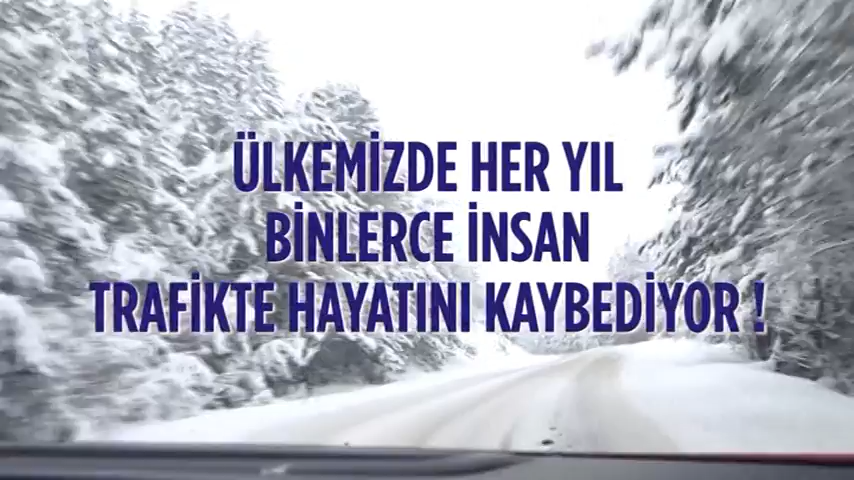 ÜLKEMİZDE HER YIL
BİNLERCE İNSAN
TRAFİKTE HAYATINI KAYBEDİYOR !